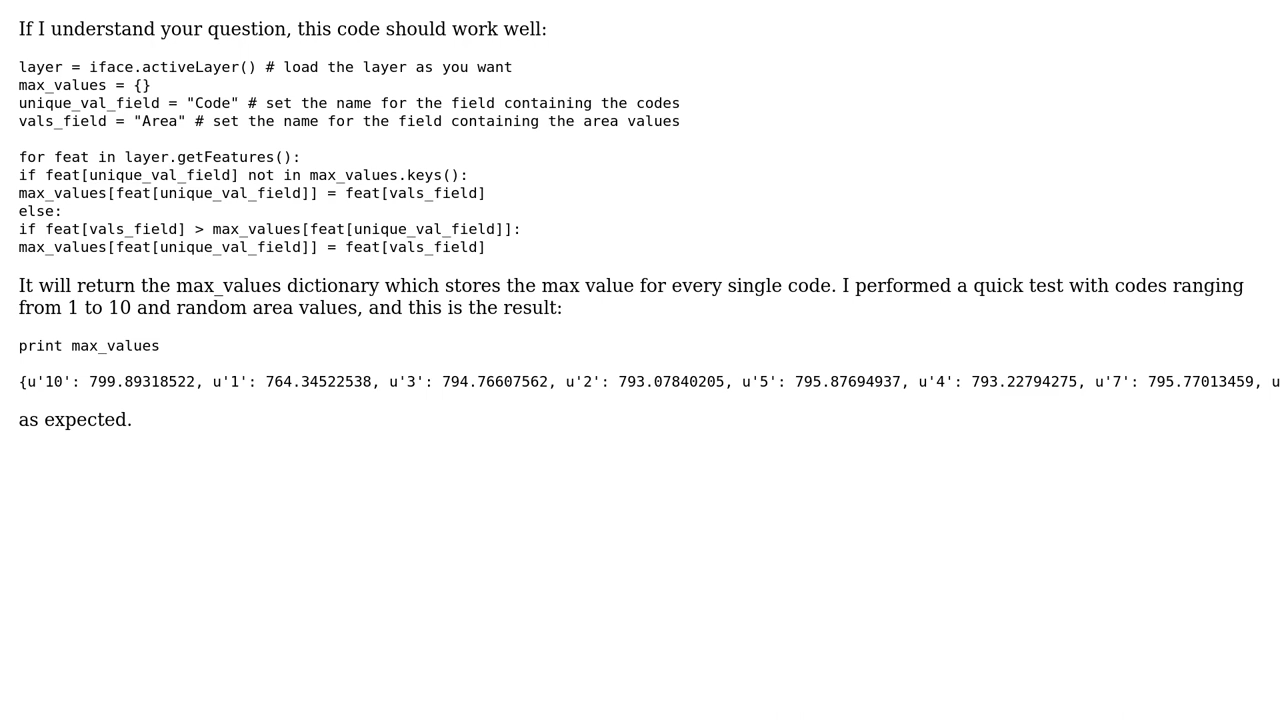 If I understand your question, this code should work well:
layer = iface.activeLayer() # load the layer as you want
max_values = {}
unique_val_field = "Code" # set the name for the field containing the codes
vals_field = "Area" # set the name for the field containing the area values
for feat in layer.getFeatures():
if feat[unique_val_field] not in max_values.keys():
max_values[feat[unique_val_field]] = feat[vals_field]
else:
if feat[vals_field] > max_values[feat[unique_val_field]]:
max_values[feat[unique_val_field]] = feat[vals_field]
It will return the max_values dictionary which stores the max value for every single code. I performed a quick test with codes ranging
from 1 to 10 and random area values, and this is the result:
print max_values
{u'10': 799.89318522, u'1': 764.34522538, u'3': 794.76607562, u'2': 793.07840205, u'5': 795.87694937, u'4': 793.22794275, u'7': 795.77013459, u
as expected.